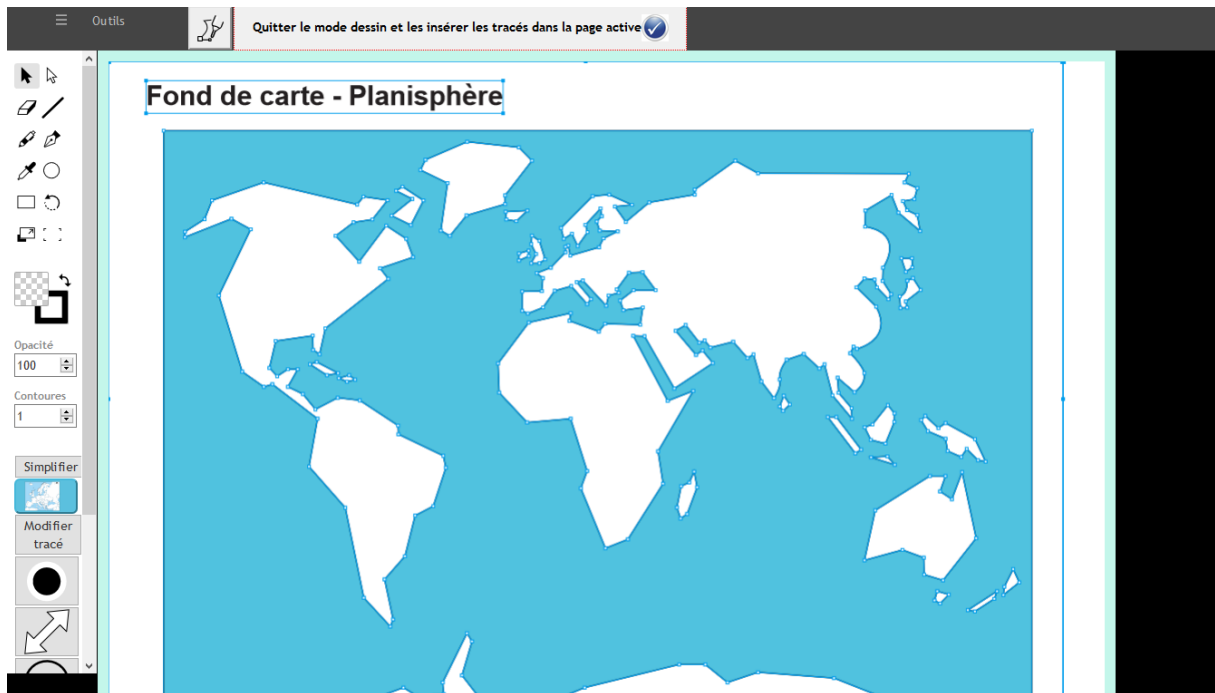 Outils
Quitter le mode dessin et les insérer les tracés dans la page active
Fond de carte - Planisphère
Opacité
100
Contoures
1
Simplifier
Modifier
tracé